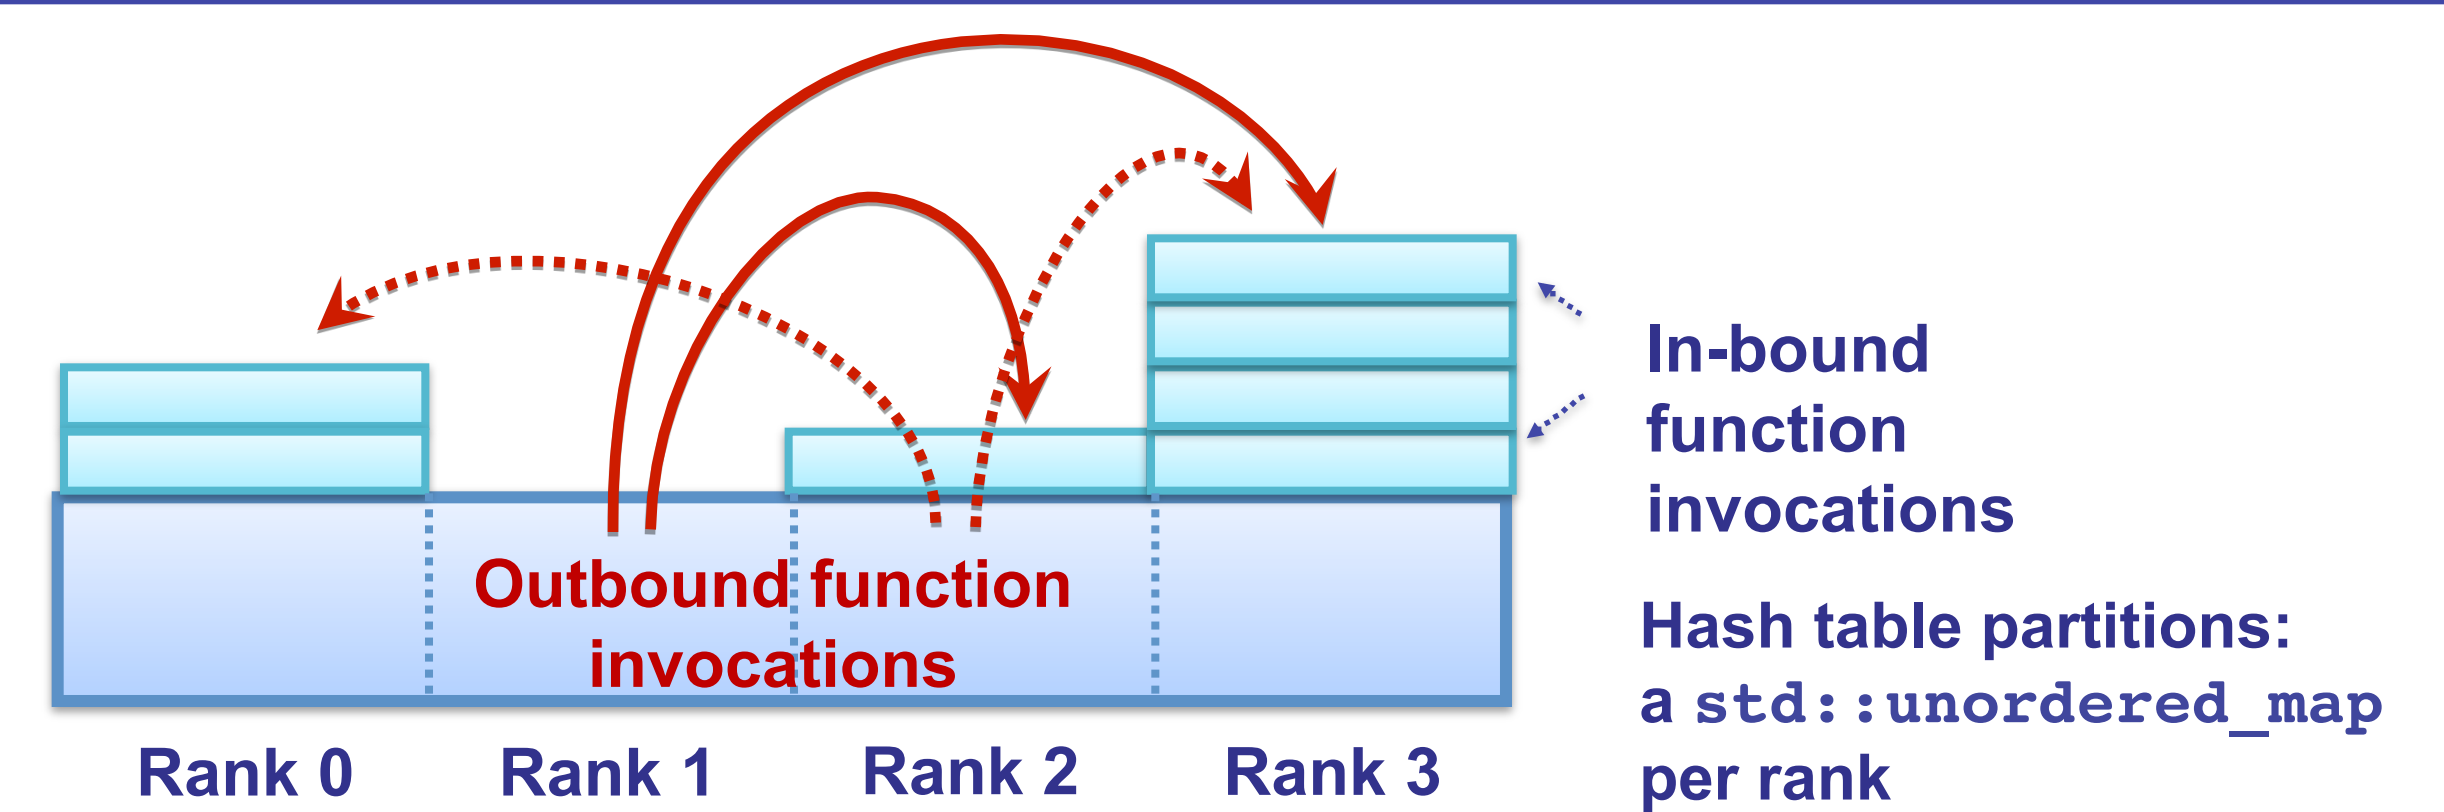 In-bound
function
invocations
Outbound function
invocations
Hash table partitions:
a std::unordered_map
per rank
Rank 0 Rank 1 Rank 2 Rank 3